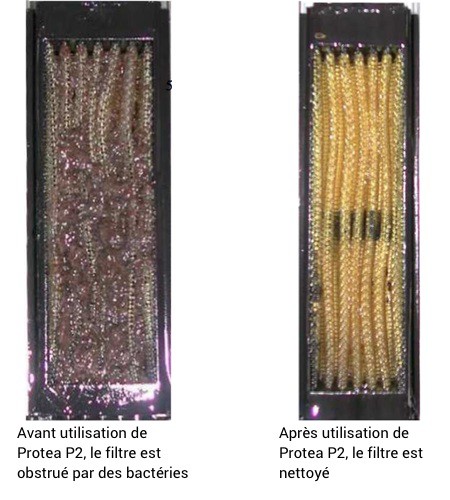 5
Avant utilisation de
Protea P2, le filtre est
obstrué par des bactéries
Après utilisation de
Protea P2, le filtre est
nettoyé